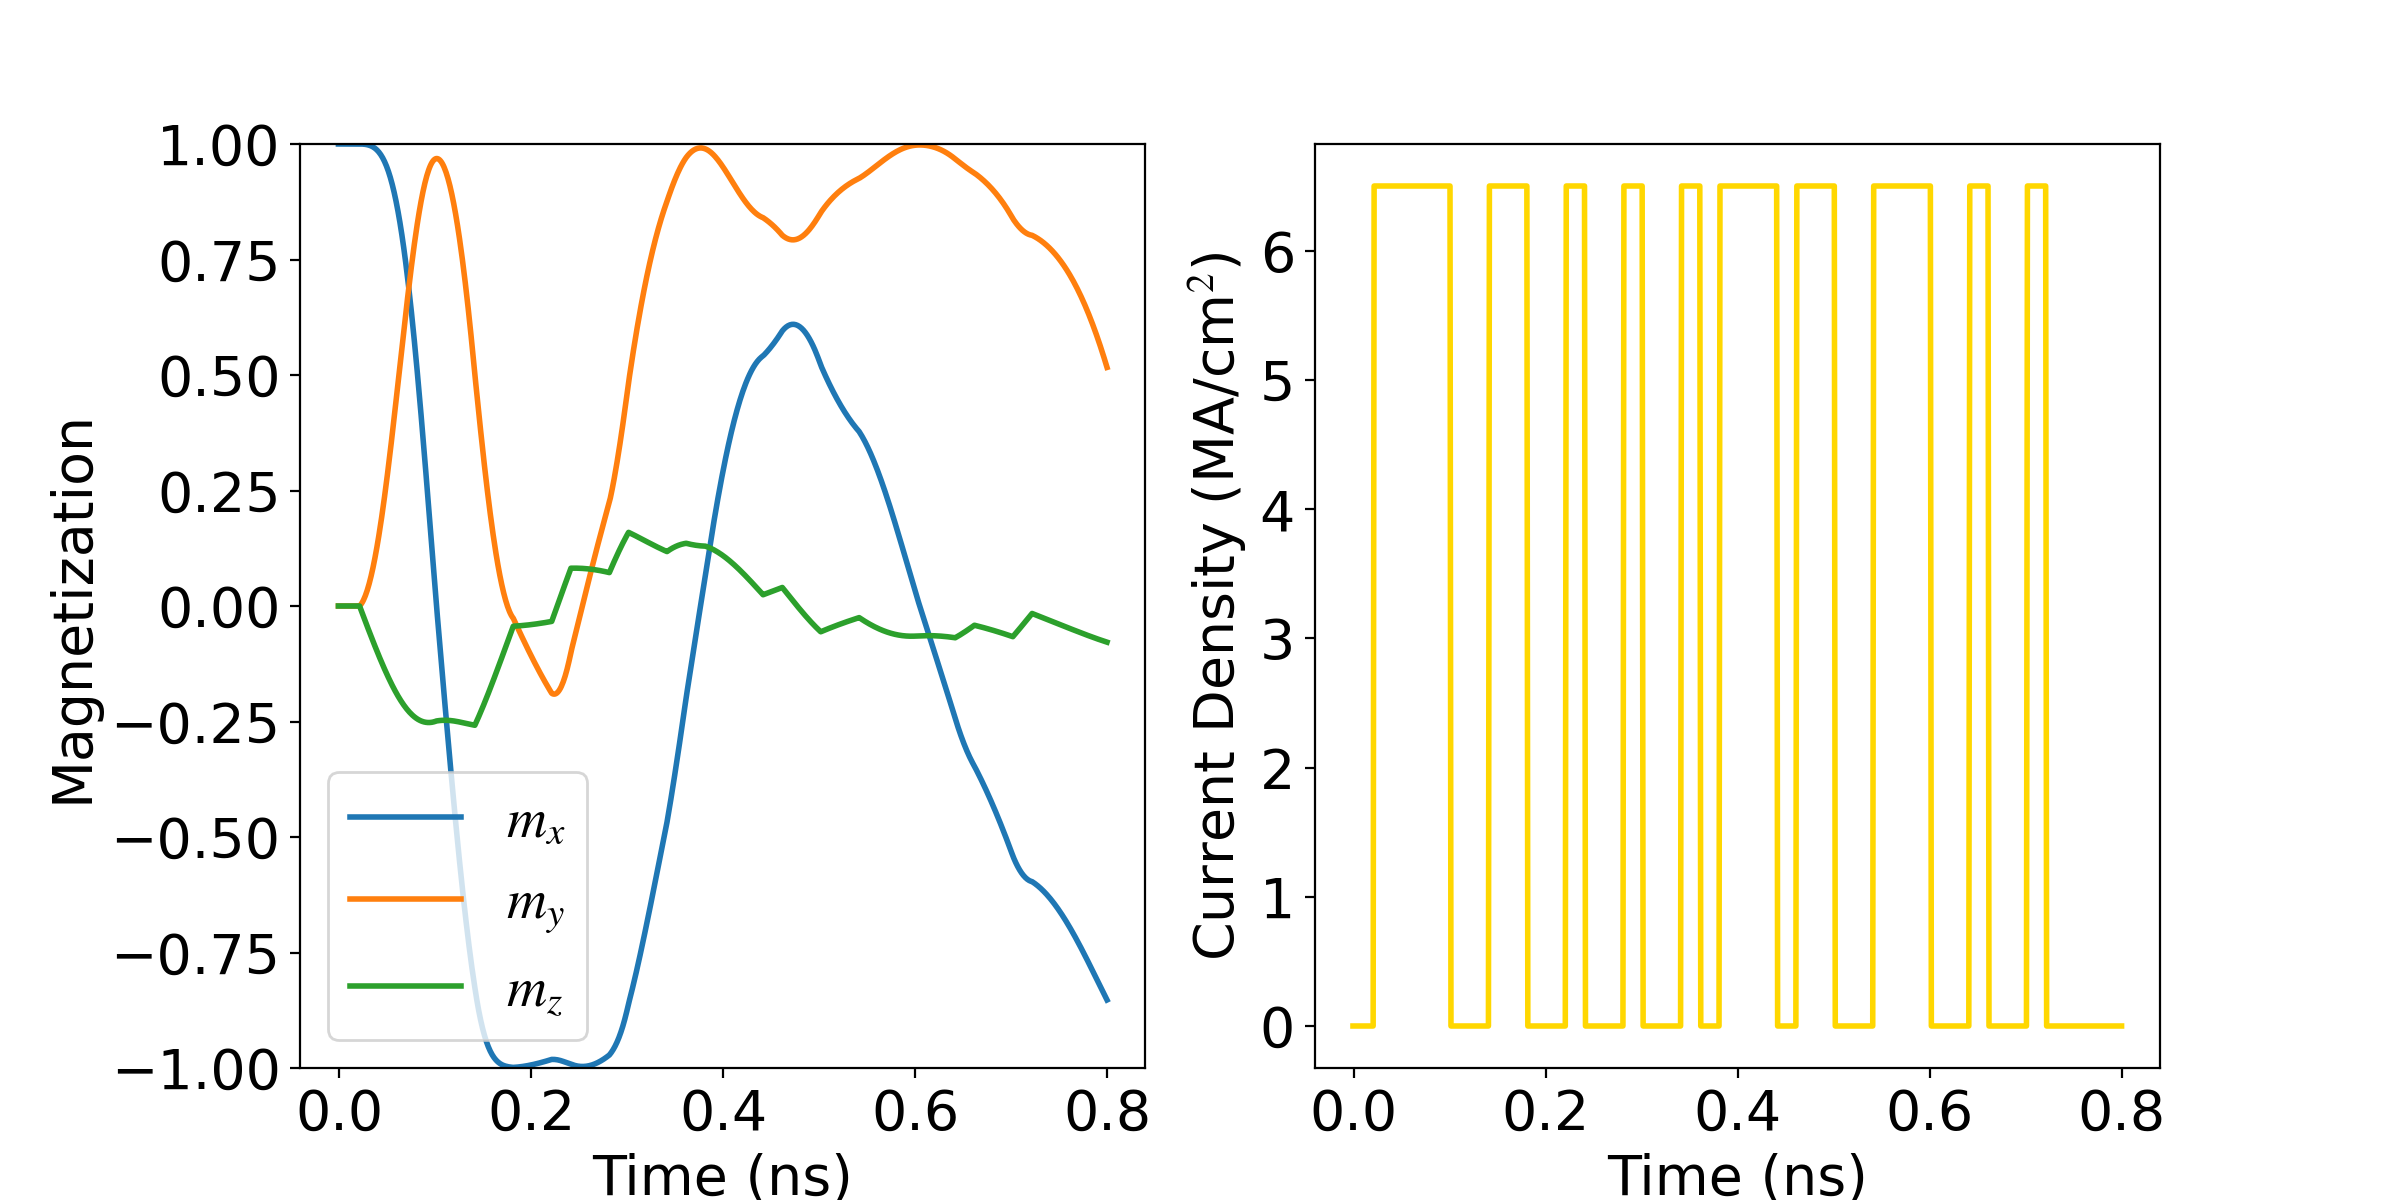 Magnetization
1.00
0.75
0.50
0.25
0.00
−0.25
−0.50
−0.75
−1.00
m_x
m_y
m_z
0.0 0.2 0.4 0.6 0.8
Time (ns)
Current Density (MA/cm²)
6
5
4
3
2
1
0
0.0 0.2 0.4 0.6 0.8
Time (ns)